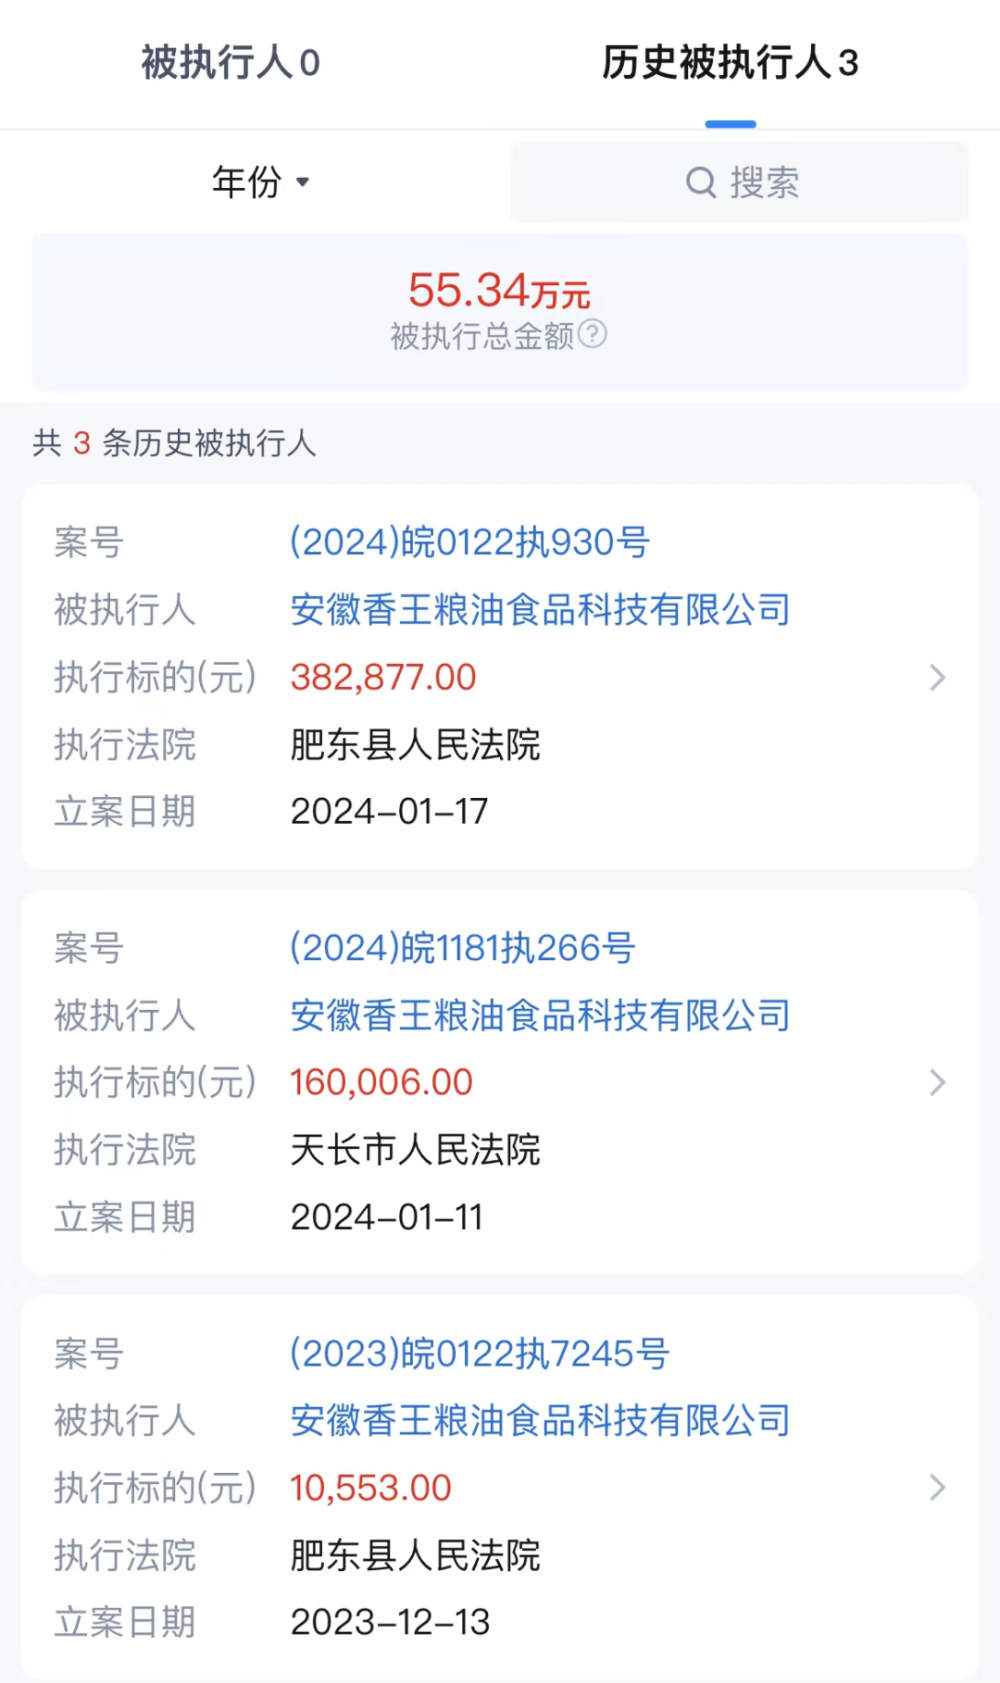 被执行人0 历史被执行人3
年份 搜索
55.34万元
被执行总金额?
共 3 条历史被执行人
案号 (2024)皖0122执930号
被执行人 安徽香王粮油食品科技有限公司
执行标的(元) 382,877.00
执行法院 肥东县人民法院
立案日期 2024-01-17
案号 (2024)皖1181执266号
被执行人 安徽香王粮油食品科技有限公司
执行标的(元) 160,006.00
执行法院 天长市人民法院
立案日期 2024-01-11
案号 (2023)皖0122执7245号
被执行人 安徽香王粮油食品科技有限公司
执行标的(元) 10,553.00
执行法院 肥东县人民法院
立案日期 2023-12-13